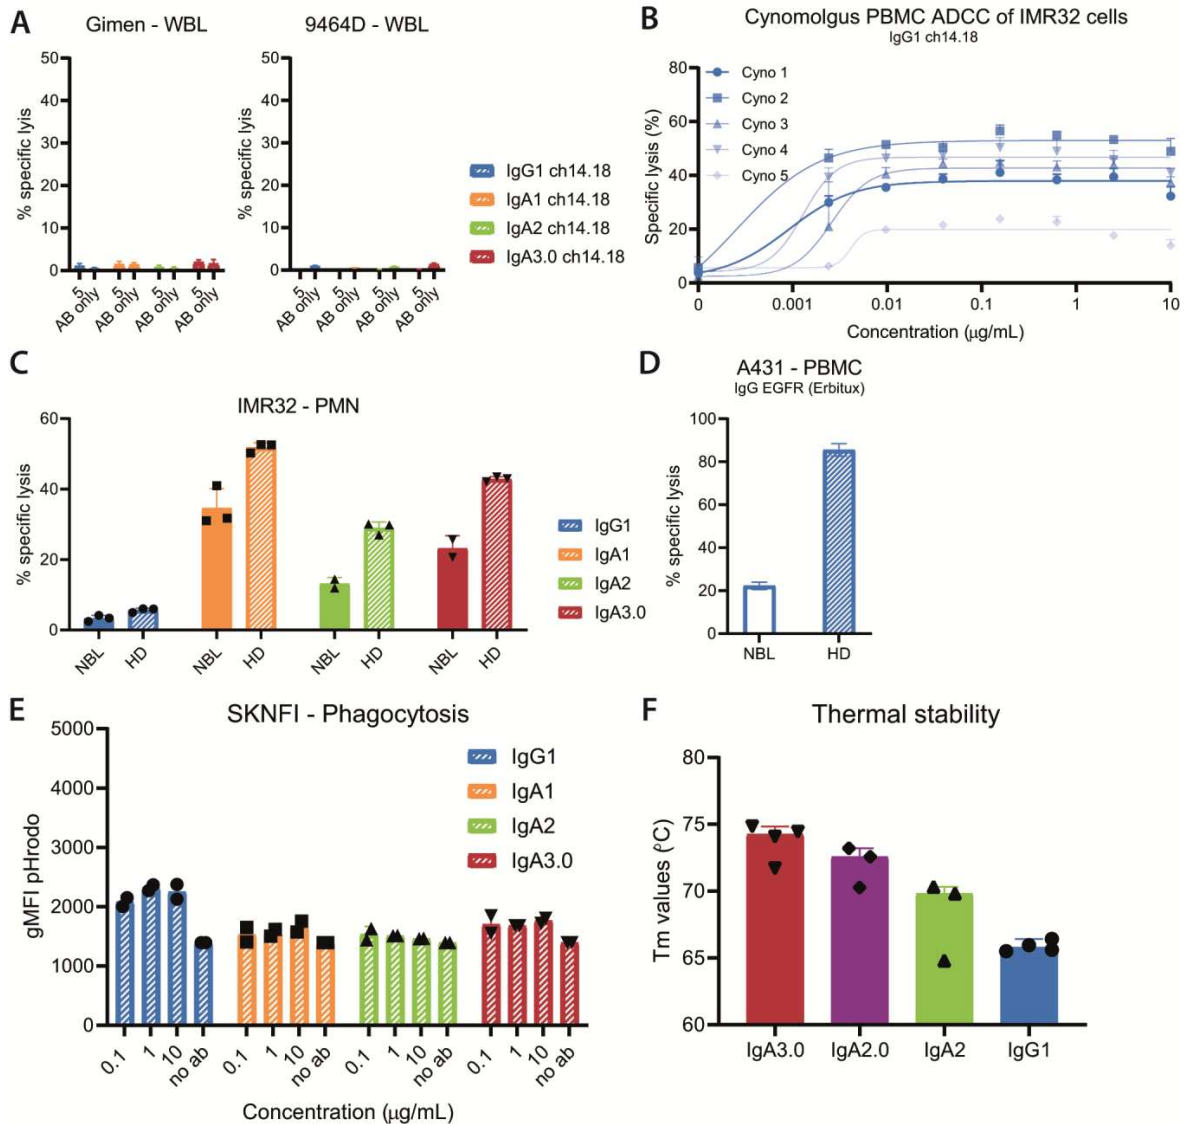 A
Gimen - WBL
% specific lyis
50
40
30
20
10
0
5
AB only
5
AB only
5
AB only
5
AB only
9464D - WBL
% specific lyis
50
40
30
20
10
0
5
AB only
5
AB only
5
AB only
5
AB only
IgG1 ch14.18
IgA1 ch14.18
IgA2 ch14.18
IgA3.0 ch14.18
B
Cynomolgus PBMC ADCC of IMR32 cells
IgG1 ch14.18
Specific lysis (%)
80
60
40
20
0
Cyno 1
Cyno 2
Cyno 3
Cyno 4
Cyno 5
0 0.001 0.01 0.1 1 10
Concentration (μg/mL)
C
IMR32 - PMN
% specific lysis
60
40
20
0
NBL HD NBL HD NBL HD NBL HD
IgG1
IgA1
IgA2
IgA3.0
D
A431 - PBMC
IgG EGFR (Erbitux)
% specific lysis
100
80
60
40
20
0
NBL HD
E
SKNFI - Phagocytosis
gMFI pHrodo
5000
4000
3000
2000
1000
0
IgG1
IgA1
IgA2
IgA3.0
0.1 1 10 no ab 0.1 1 10 no ab 0.1 1 10 no ab 0.1 1 10 no ab
Concentration (μg/mL)
F
Thermal stability
Tm values (°C)
80
75
70
65
60
IgA3.0 IgA2.0 IgA2 IgG1